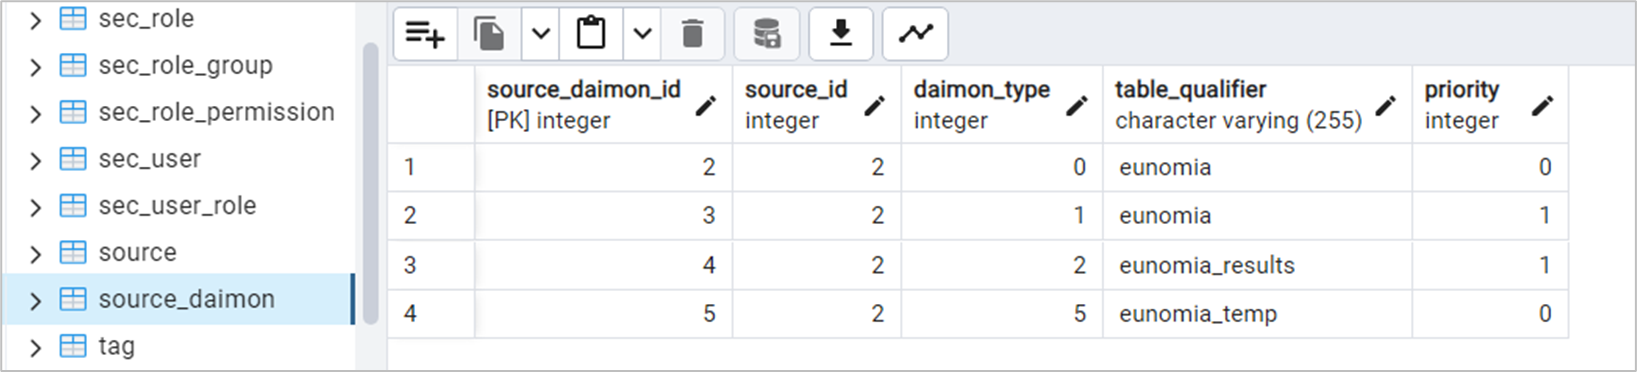 sec_role
sec_role_group
sec_role_permission
sec_user
sec_user_role
source
source_daimon
tag
source_daimon_id source_id daimon_type table_qualifier priority
[PK] integer integer integer character varying (255) integer
1 2 2 0 eunomia 0
2 3 2 1 eunomia 1
3 4 2 2 eunomia_results 1
4 5 2 5 eunomia_temp 0